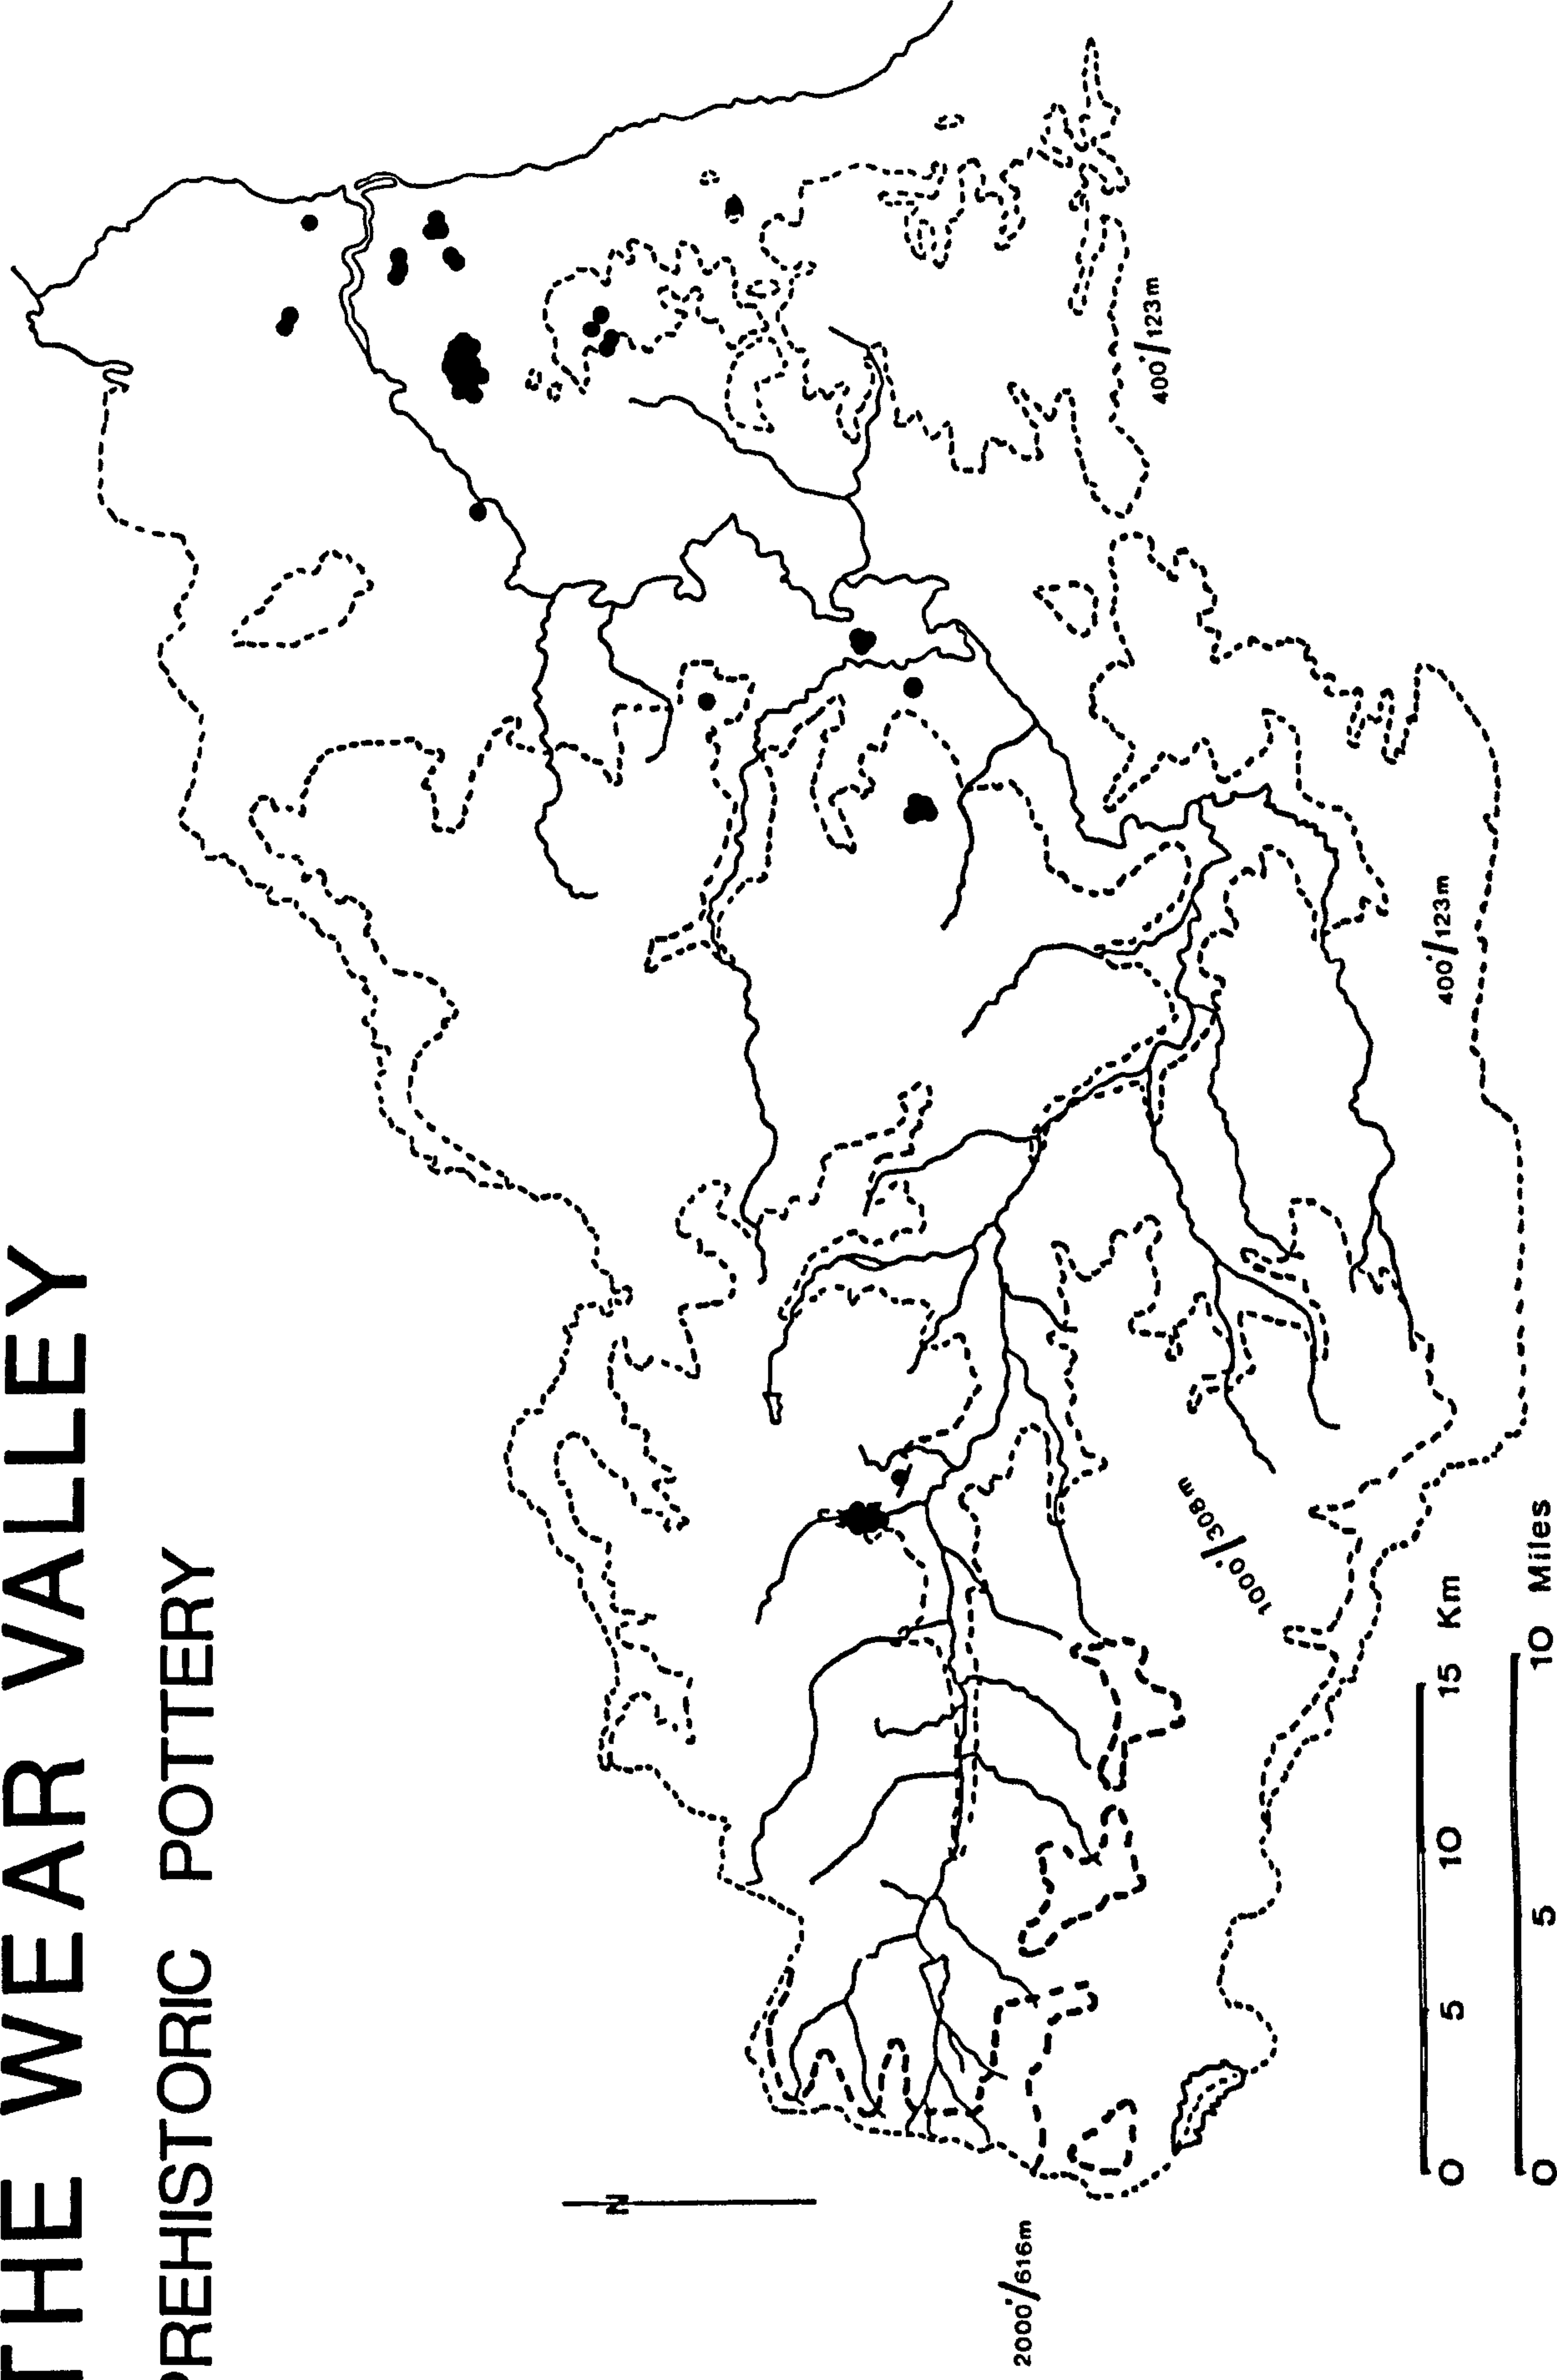 THE WEAR VALLEY
PREHISTORIC POTTERY
N
400'/123m
400'/123m
1000'/308m
2000'/616m
0 5 10 15 Km
0 5 10 Miles